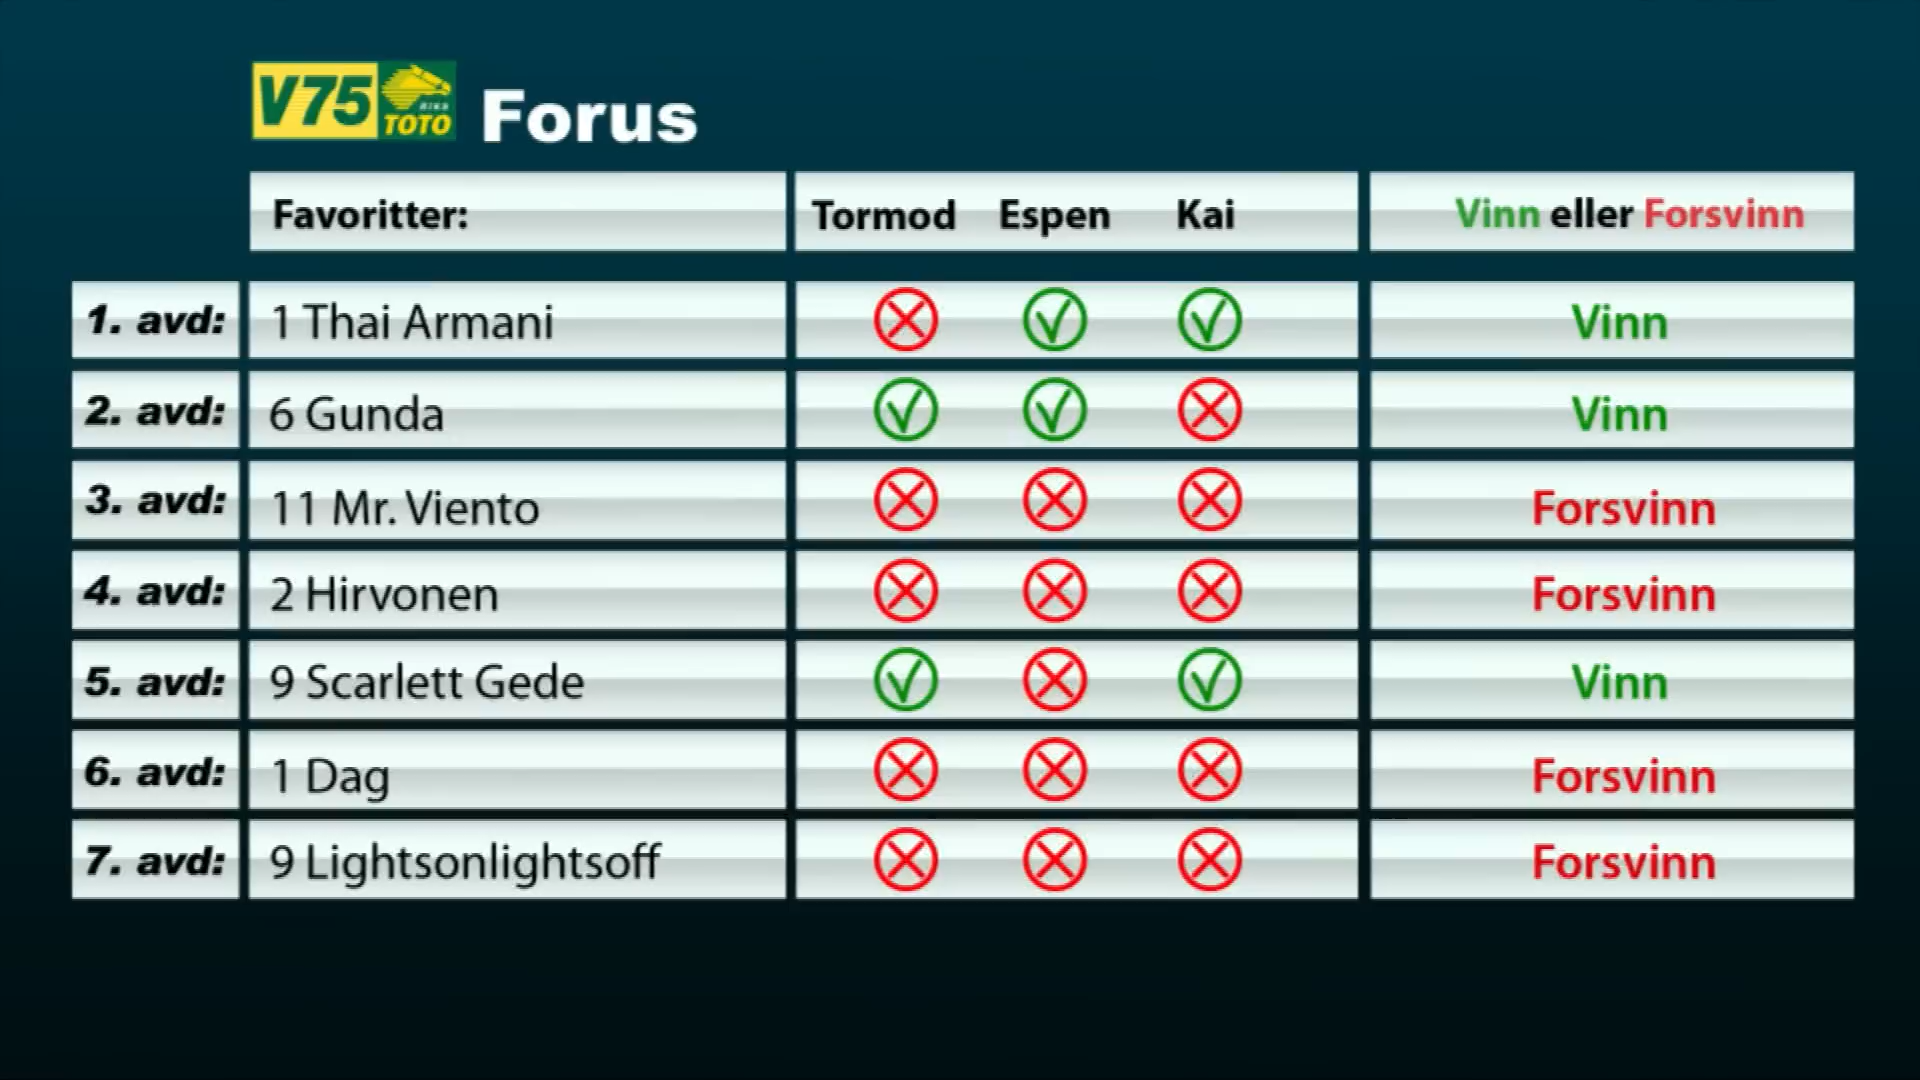 V75 RIKS TOTO Forus
Favoritter: Tormod Espen Kai Vinn eller Forsvinn
1. avd: 1 Thai Armani Vinn
2. avd: 6 Gunda Vinn
3. avd: 11 Mr. Viento Forsvinn
4. avd: 2 Hirvonen Forsvinn
5. avd: 9 Scarlett Gede Vinn
6. avd: 1 Dag Forsvinn
7. avd: 9 Lightsonlightsoff Forsvinn